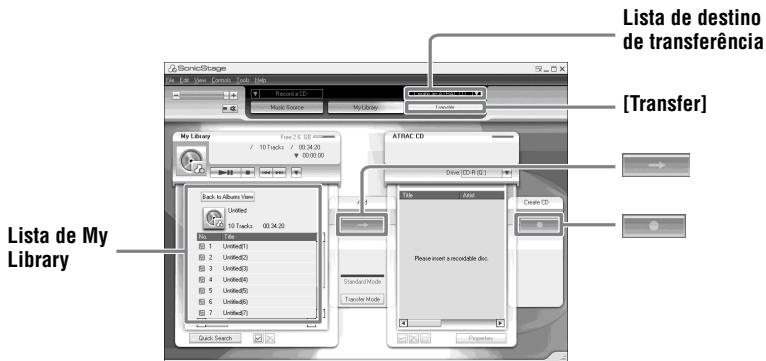 Lista de destino
de transferência
SonicStage
File Edit View Controls Tools Help
Record a CD
Music Source
My Library
Transfer
[Transfer]
My Library
Free 2.6 GB
/ 10 Tracks / 00:34:20
00:00:00
ATRAC CD
Drive: CD-R (Q:)
Back to Albums View
Untitled
10 Tracks 00:34:20
No. Title
1 Untitled(1)
2 Untitled(2)
3 Untitled(3)
4 Untitled(4)
5 Untitled(5)
6 Untitled(6)
7 Untitled(7)
Quick Search
Lista de My
Library
Add
Standard Mode
Transfer Mode
Title Artist
Please insert a recordable disc.
Properties
Create CD